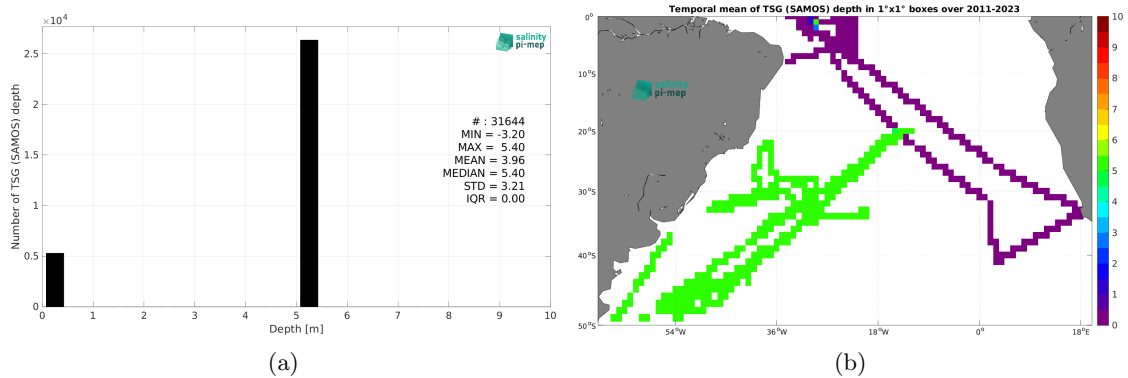 ×10⁴
2.5
2
1.5
1
0.5
0
0 1 2 3 4 5 6 7 8 9 10
Number of TSG (SAMOS) depth
Depth [m]
salinity
pi-mep
# : 31644
MIN = -3.20
MAX = 5.40
MEAN = 3.96
MEDIAN = 5.40
STD = 3.21
IQR = 0.00
(a)
Temporal mean of TSG (SAMOS) depth in 1°x1° boxes over 2011-2023
0°
10°S
20°S
30°S
40°S
50°S
54°W 36°W 18°W 0° 18°E
salinity
pi-mep
10
9
8
7
6
5
4
3
2
1
0
(b)